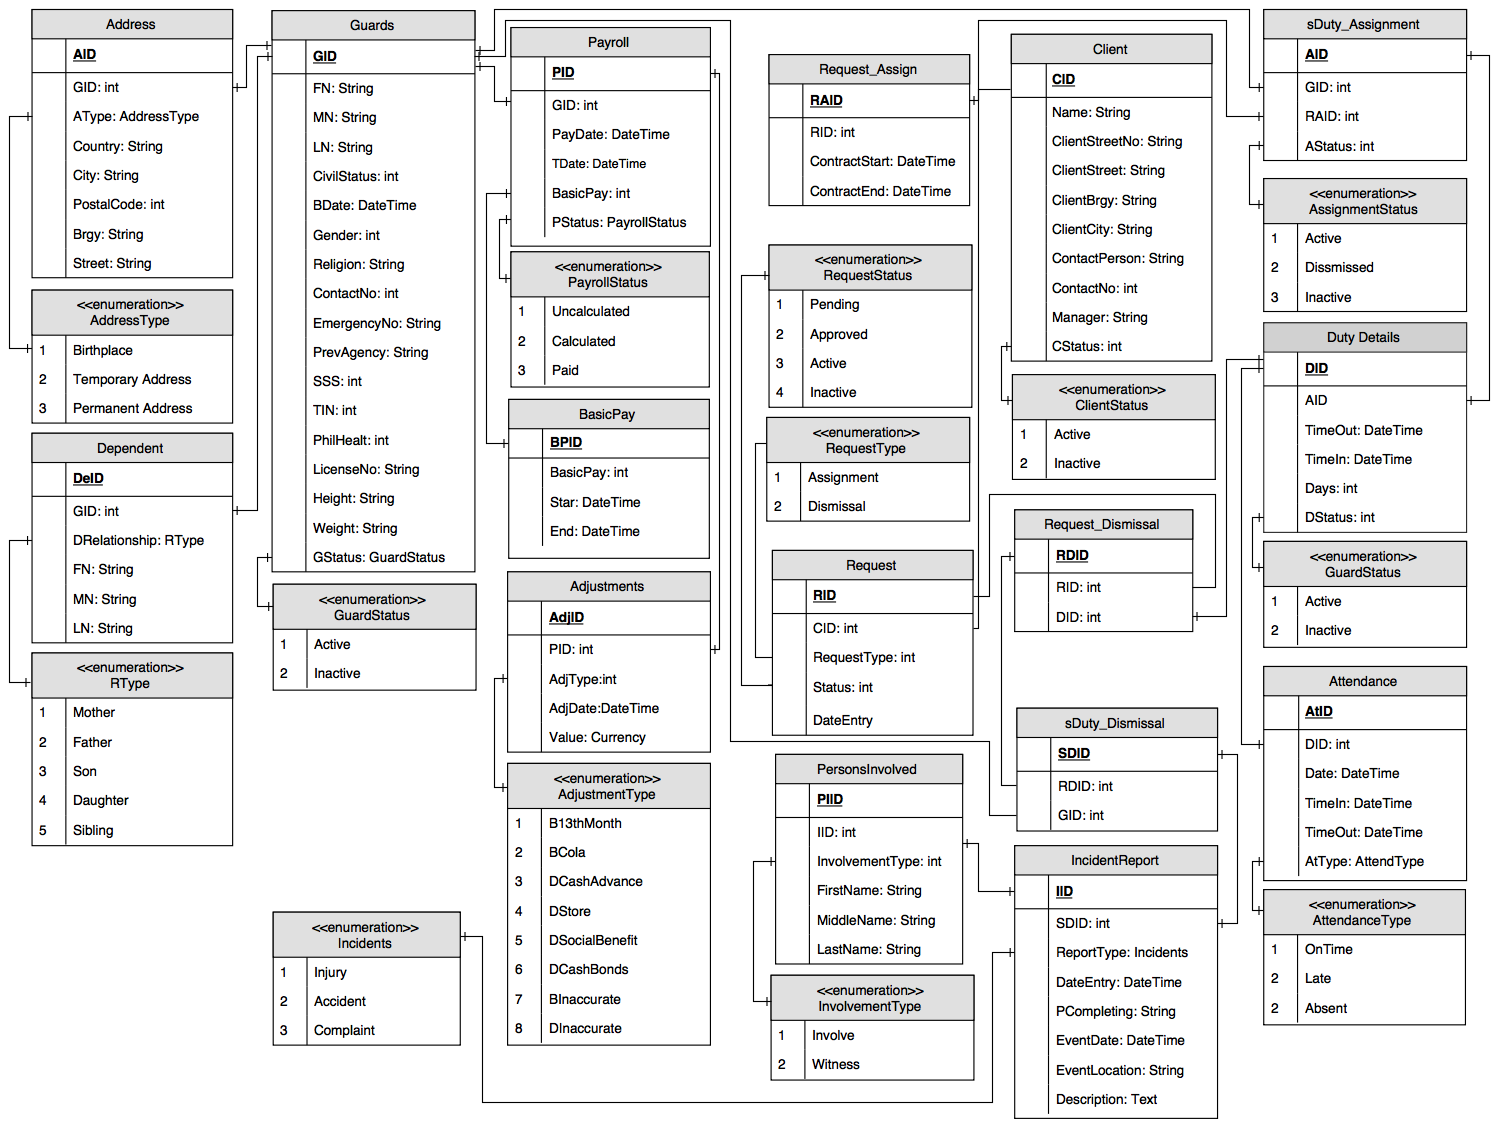 Address
AID
GID: int
AType: AddressType
Country: String
City: String
PostalCode: int
Brgy: String
Street: String
<<enumeration>>
AddressType
1 Birthplace
2 Temporary Address
3 Permanent Address
Dependent
DeID
GID: int
DRelationship: RType
FN: String
MN: String
LN: String
<<enumeration>>
RType
1 Mother
2 Father
3 Son
4 Daughter
5 Sibling
Guards
GID
FN: String
MN: String
LN: String
CivilStatus: int
BDate: DateTime
Gender: int
Religion: String
ContactNo: int
EmergencyNo: String
PrevAgency: String
SSS: int
TIN: int
PhilHealt: int
LicenseNo: String
Height: String
Weight: String
GStatus: GuardStatus
<<enumeration>>
GuardStatus
1 Active
2 Inactive
<<enumeration>>
Incidents
1 Injury
2 Accident
3 Complaint
Payroll
PID
GID: int
PayDate: DateTime
TDate: DateTime
BasicPay: int
PStatus: PayrollStatus
<<enumeration>>
PayrollStatus
1 Uncalculated
2 Calculated
3 Paid
BasicPay
BPID
BasicPay: int
Star: DateTime
End: DateTime
Adjustments
AdjID
PID: int
AdjType:int
AdjDate:DateTime
Value: Currency
<<enumeration>>
AdjustmentType
1 B13thMonth
2 BCola
3 DCashAdvance
4 DStore
5 DSocialBenefit
6 DCashBonds
7 BInaccurate
8 DInaccurate
Request_Assign
RAID
RID: int
ContractStart: DateTime
ContractEnd: DateTime
<<enumeration>>
RequestStatus
1 Pending
2 Approved
3 Active
4 Inactive
<<enumeration>>
RequestType
1 Assignment
2 Dismissal
Request
RID
CID: int
RequestType: int
Status: int
DateEntry
PersonsInvolved
PIID
IID: int
InvolvementType: int
FirstName: String
MiddleName: String
LastName: String
<<enumeration>>
InvolvementType
1 Involve
2 Witness
Client
CID
Name: String
ClientStreetNo: String
ClientStreet: String
ClientBrgy: String
ClientCity: String
ContactPerson: String
ContactNo: int
Manager: String
CStatus: int
<<enumeration>>
ClientStatus
1 Active
2 Inactive
Request_Dismissal
RDID
RID: int
DID: int
sDuty_Dismissal
SDID
RDID: int
GID: int
IncidentReport
IID
SDID: int
ReportType: Incidents
DateEntry: DateTime
PCompleting: String
EventDate: DateTime
EventLocation: String
Description: Text
sDuty_Assignment
AID
GID: int
RAID: int
AStatus: int
<<enumeration>>
AssignmentStatus
1 Active
2 Dissmissed
3 Inactive
Duty Details
DID
AID
TimeOut: DateTime
TimeIn: DateTime
Days: int
DStatus: int
<<enumeration>>
GuardStatus
1 Active
2 Inactive
Attendance
AtID
DID: int
Date: DateTime
TimeIn: DateTime
TimeOut: DateTime
AtType: AttendType
<<enumeration>>
AttendanceType
1 OnTime
2 Late
2 Absent